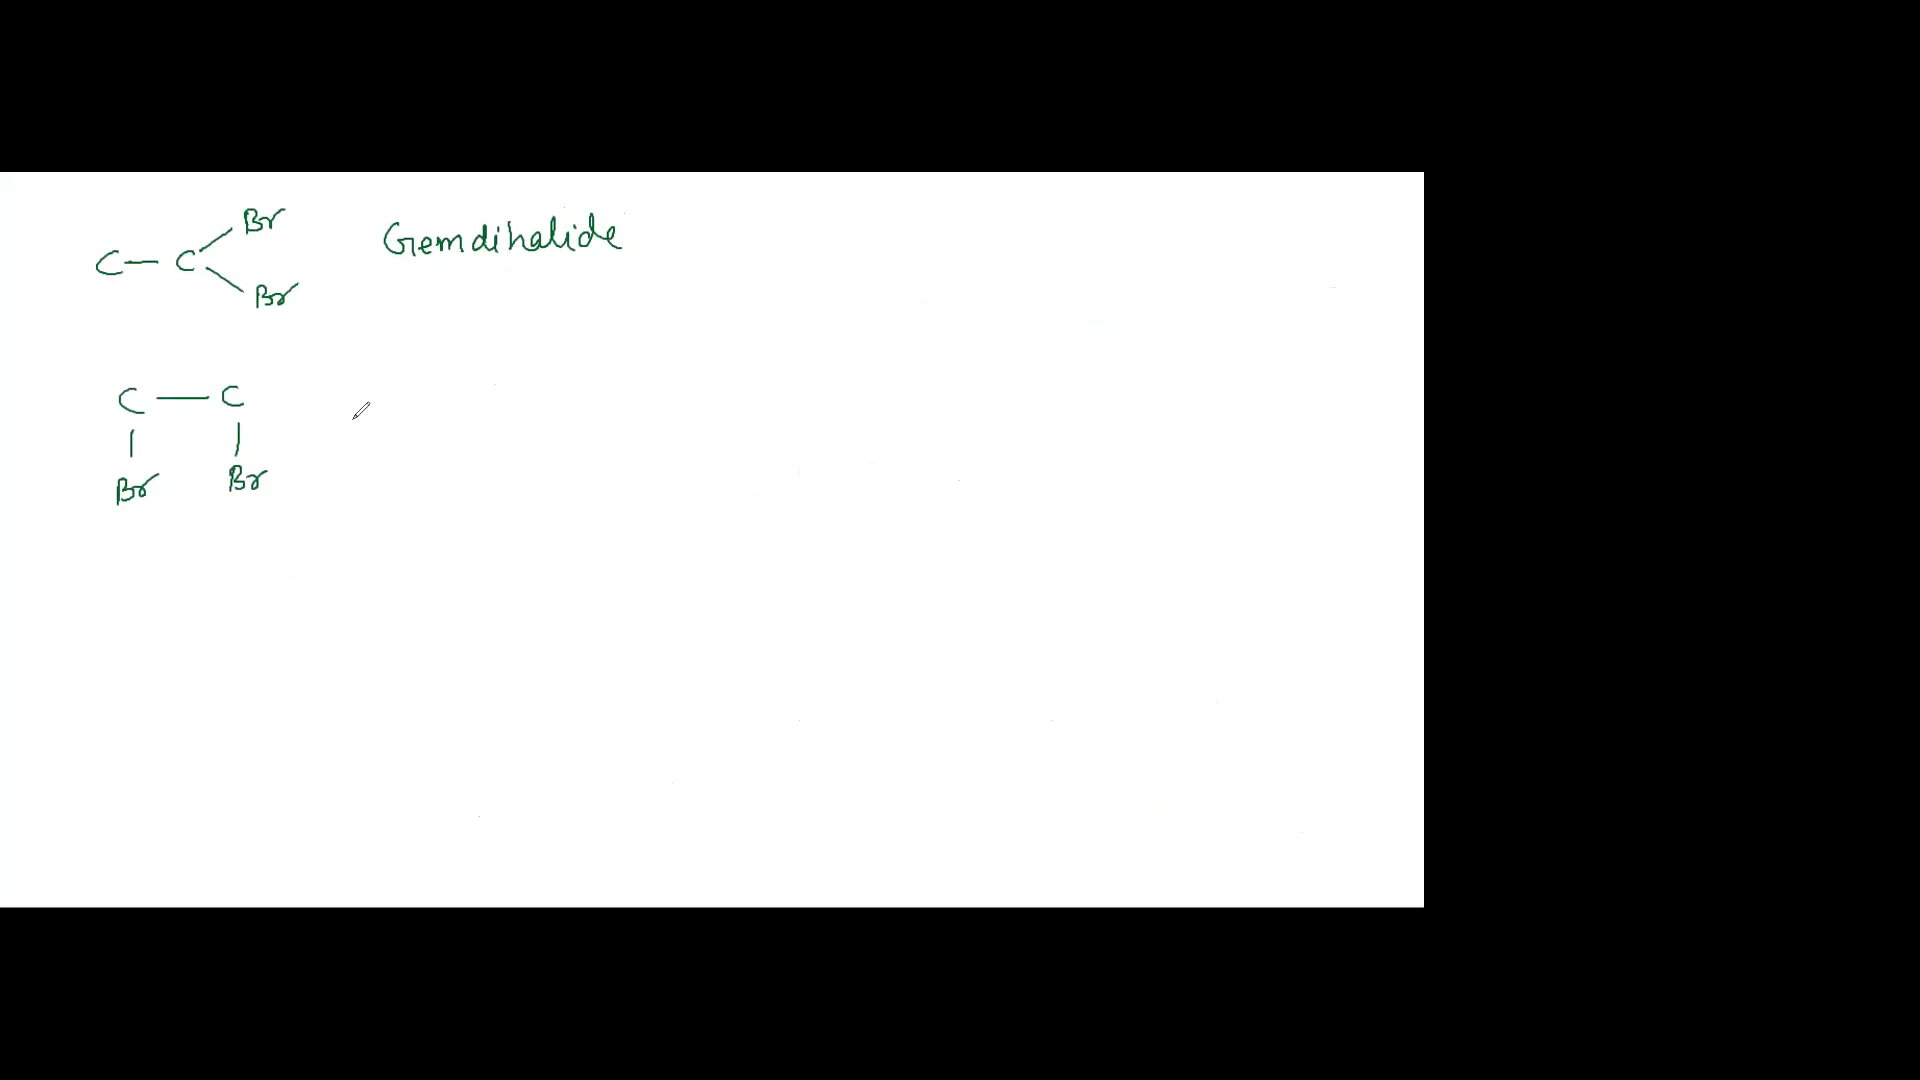 Br
C — C Gemdihalide
Br
C — C
Br Br